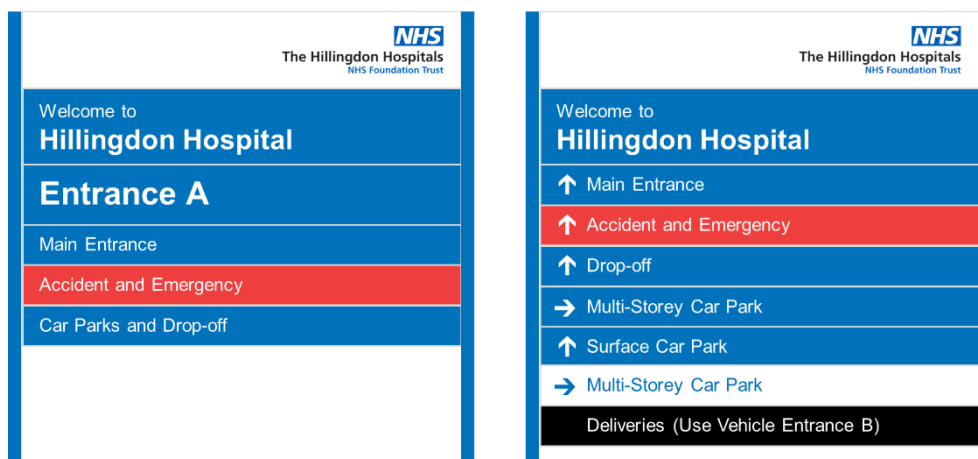 NHS
The Hillingdon Hospitals
NHS Foundation Trust
Welcome to
Hillingdon Hospital
Entrance A
Main Entrance
Accident and Emergency
Car Parks and Drop-off
NHS
The Hillingdon Hospitals
NHS Foundation Trust
Welcome to
Hillingdon Hospital
↑ Main Entrance
↑ Accident and Emergency
↑ Drop-off
→ Multi-Storey Car Park
↑ Surface Car Park
→ Multi-Storey Car Park
Deliveries (Use Vehicle Entrance B)